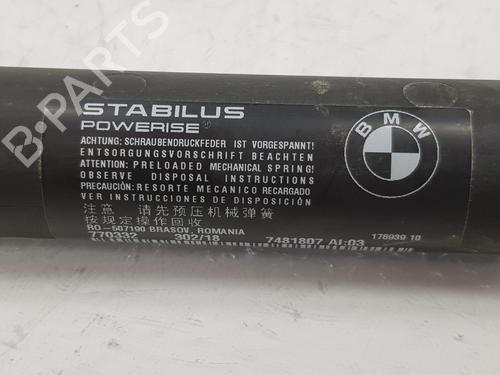 B-PARTS
STABILUS
POWERISE®
ACHTUNG: SCHRAUBENDRUCKFEDER IST VORGESPANNT!
ENTSORGUNGSVORSCHRIFT BEACHTEN
ATTENTION: PRELOADED MECHANICAL SPRING!
OBSERVE DISPOSAL INSTRUCTIONS
PRECAUCIÓN: RESORTE MECANICO RECARGADO
VER INSTRUCCIONES DE DISPOSICIÓN
注意 请先预压机械弹簧
按规定操作回收
RO-507190 BRASOV, ROMANIA
770332 302/18 7481807 AI:03
BMW
178939 10